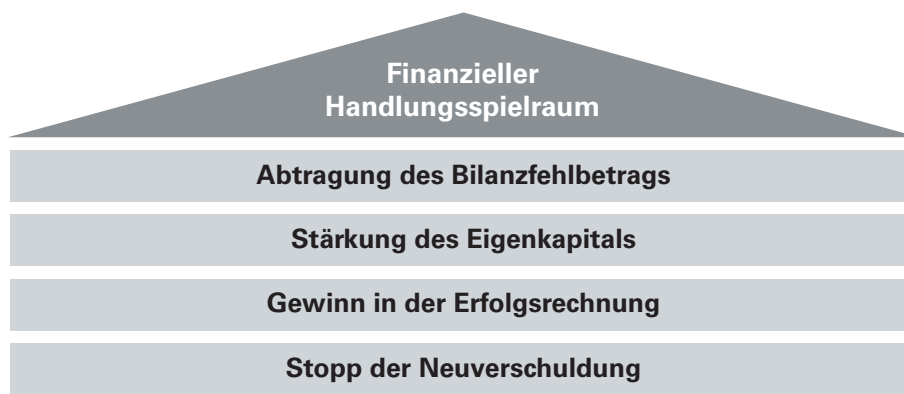 Finanzieller
Handlungsspielraum
Abtragung des Bilanzfehlbetrags
Stärkung des Eigenkapitals
Gewinn in der Erfolgsrechnung
Stopp der Neuverschuldung